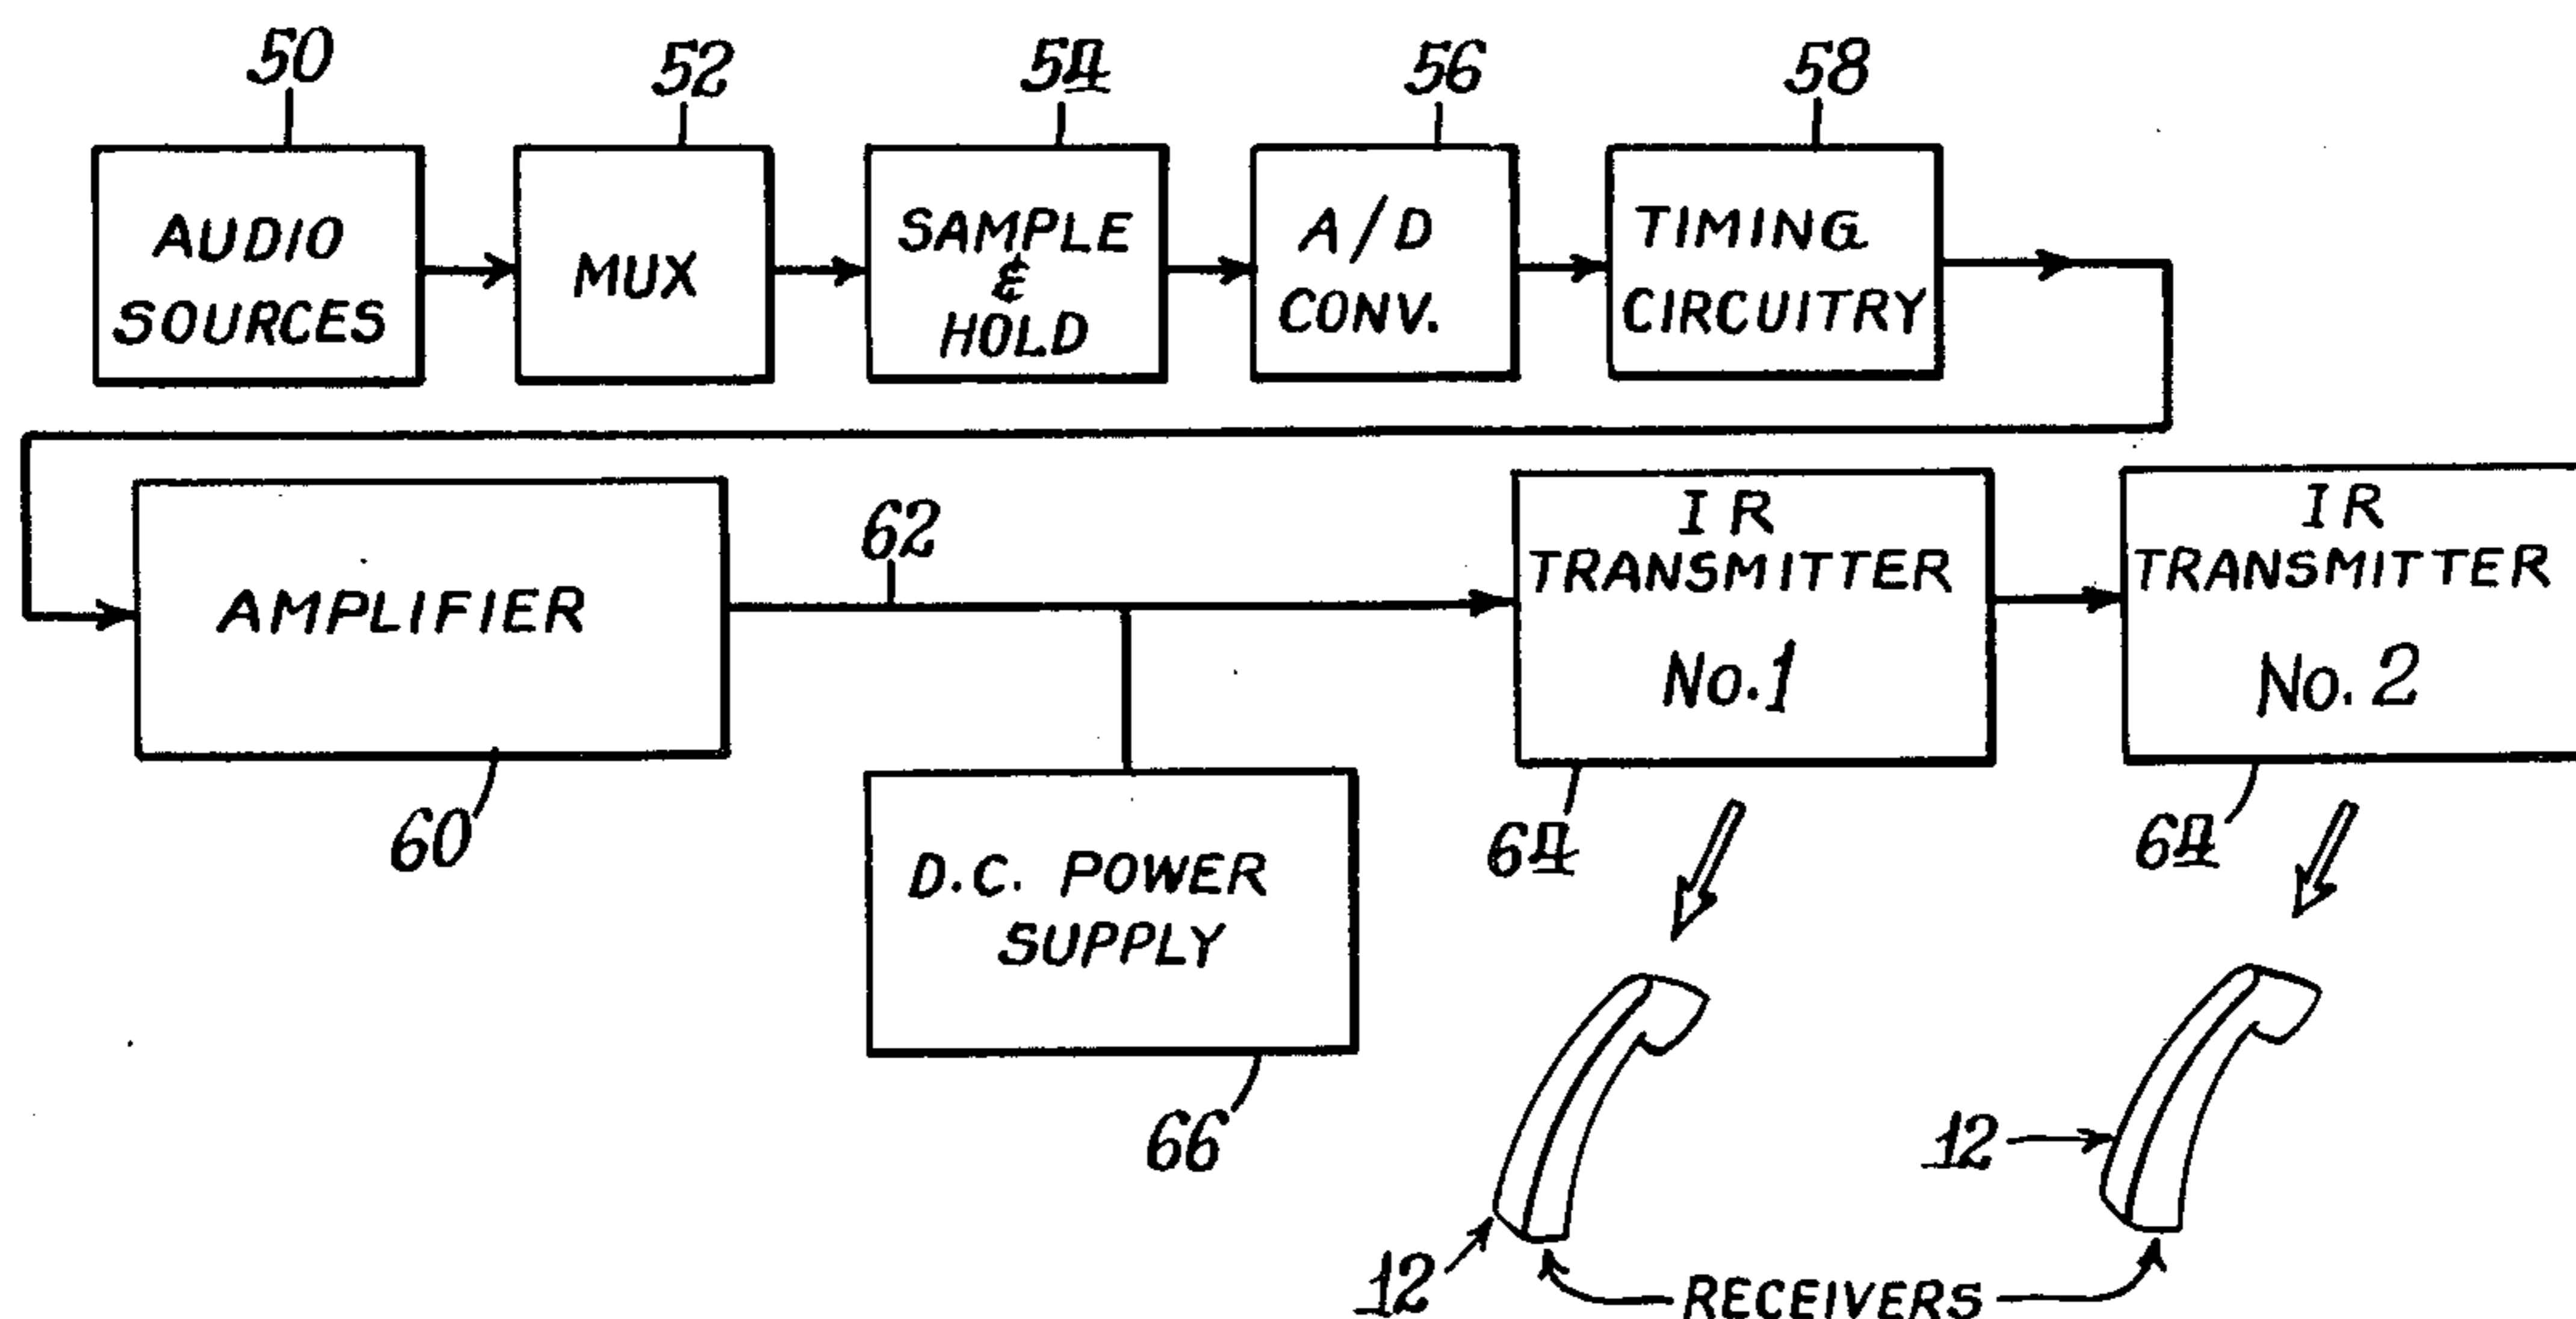 50
52
54
56
58
AUDIO
SOURCES
MUX
SAMPLE
&
HOLD
A/D
CONV.
TIMING
CIRCUITRY
AMPLIFIER
60
62
D.C. POWER
SUPPLY
66
IR
TRANSMITTER
No. 1
64
IR
TRANSMITTER
No. 2
64
12
12
RECEIVERS